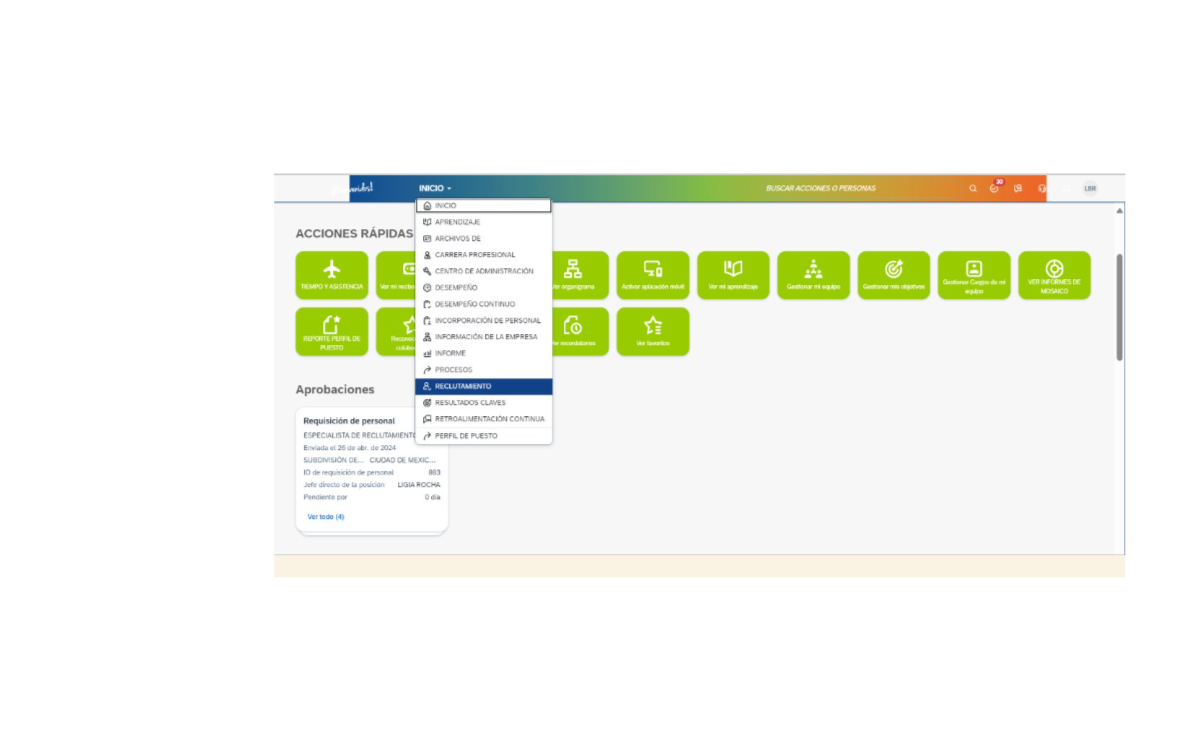 INICIO
BUSCAR ACCIONES O PERSONAS
30
LBR
INICIO
APRENDIZAJE
ARCHIVOS DE
CARRERA PROFESIONAL
CENTRO DE ADMINISTRACIÓN
DESEMPEÑO
DESEMPEÑO CONTINUO
INCORPORACIÓN DE PERSONAL
INFORMACIÓN DE LA EMPRESA
INFORME
PROCESOS
RECLUTAMIENTO
RESULTADOS CLAVES
RETROALIMENTACIÓN CONTINUA
PERFIL DE PUESTO
ACCIONES RÁPIDAS
TIEMPO Y ASISTENCIA
Ver mi recibo
Ver organigrama
Activar aplicación móvil
Ver mi aprendizaje
Gestionar mi equipo
Gestionar mis objetivos
Gestionar Cargos de mi
equipo
VER INFORMES DE
MOSAICO
REPORTE PERFIL DE
PUESTO
Ver recordatorios
Ver favoritos
Aprobaciones
Requisición de personal
ESPECIALISTA DE RECLUTAMIENTO
Enviada el 26 de abr. de 2024
SUBDIVISIÓN DE... CIUDAD DE MEXIC...
ID de requisición de personal 883
Jefe directo de la posición LIGIA ROCHA
Pendiente por 0 día
Ver todo (4)